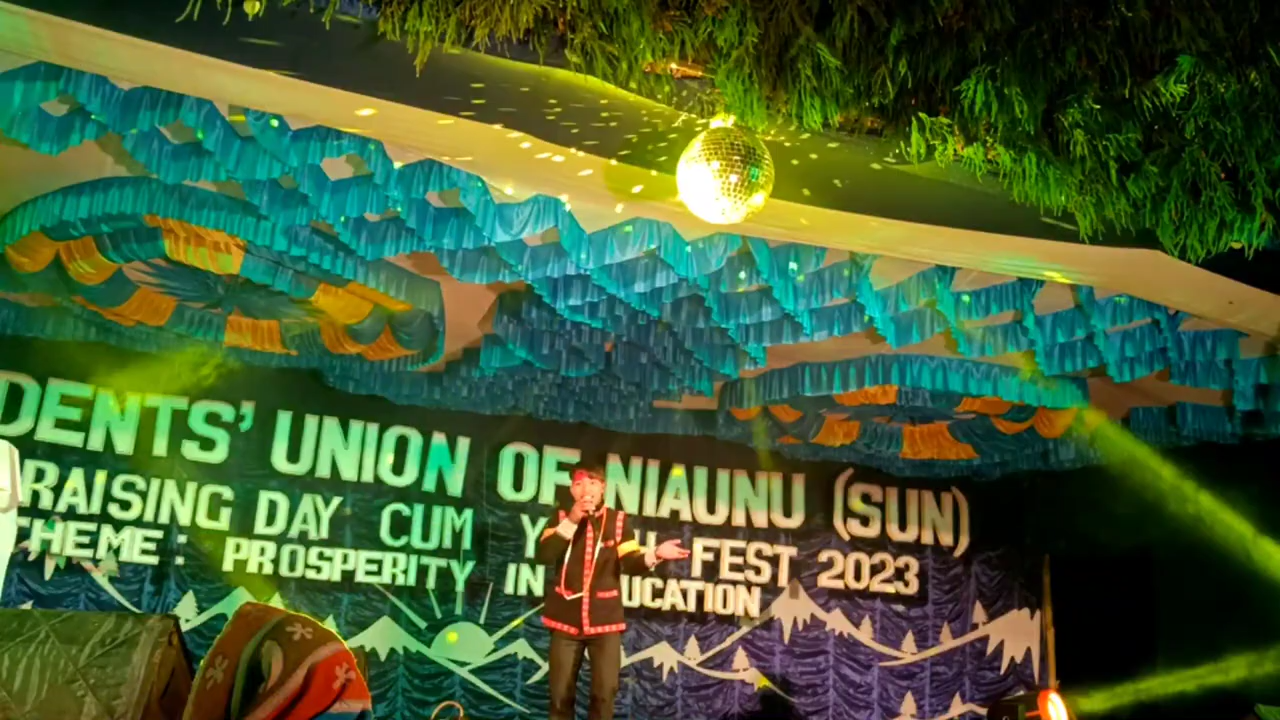 DENTS' UNION OF NIAUNU (SUN)
RAISING DAY CUM Y H FEST 2023
THEME : PROSPERITY IN UCATION